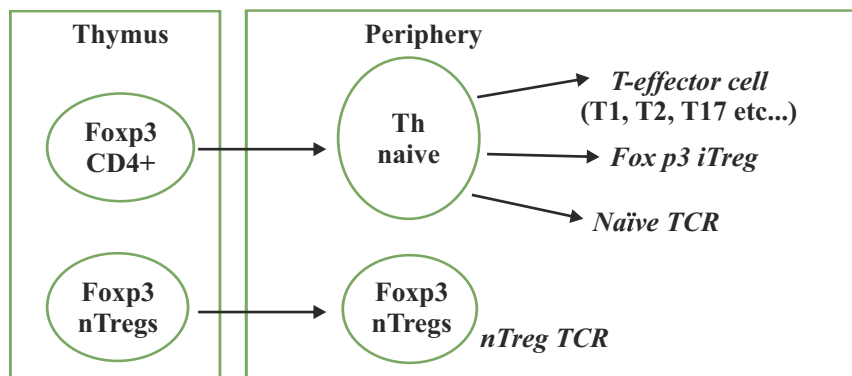 Thymus
Periphery
Foxp3
CD4+
Th
naive
T-effector cell
(T1, T2, T17 etc...)
Fox p3 iTreg
Naïve TCR
Foxp3
nTregs
Foxp3
nTregs
nTreg TCR